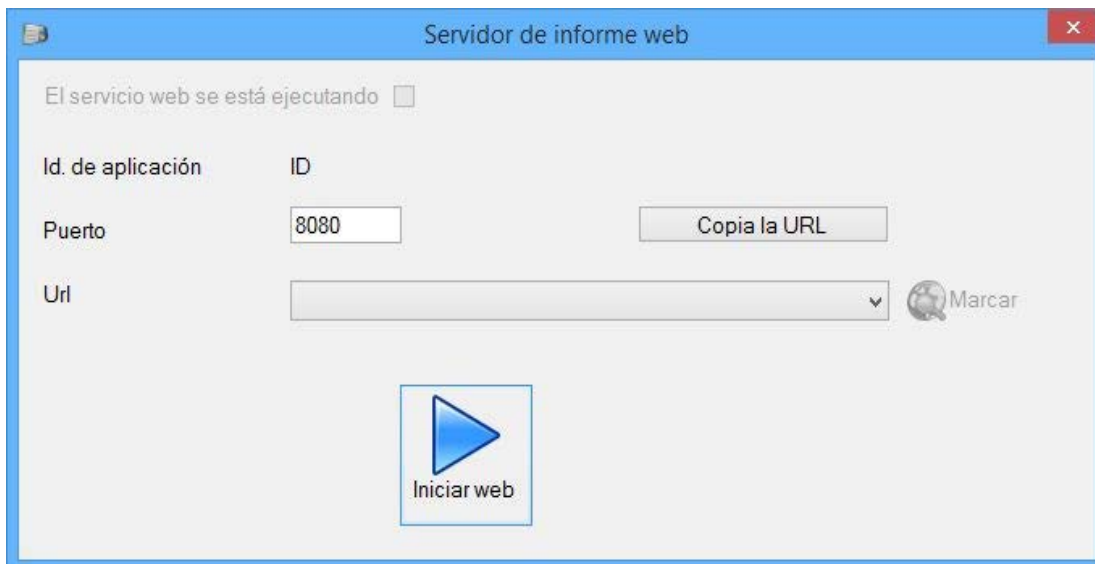 Servidor de informe web
El servicio web se está ejecutando
Id. de aplicación ID
Puerto 8080 Copia la URL
Url Marcar
Iniciar web